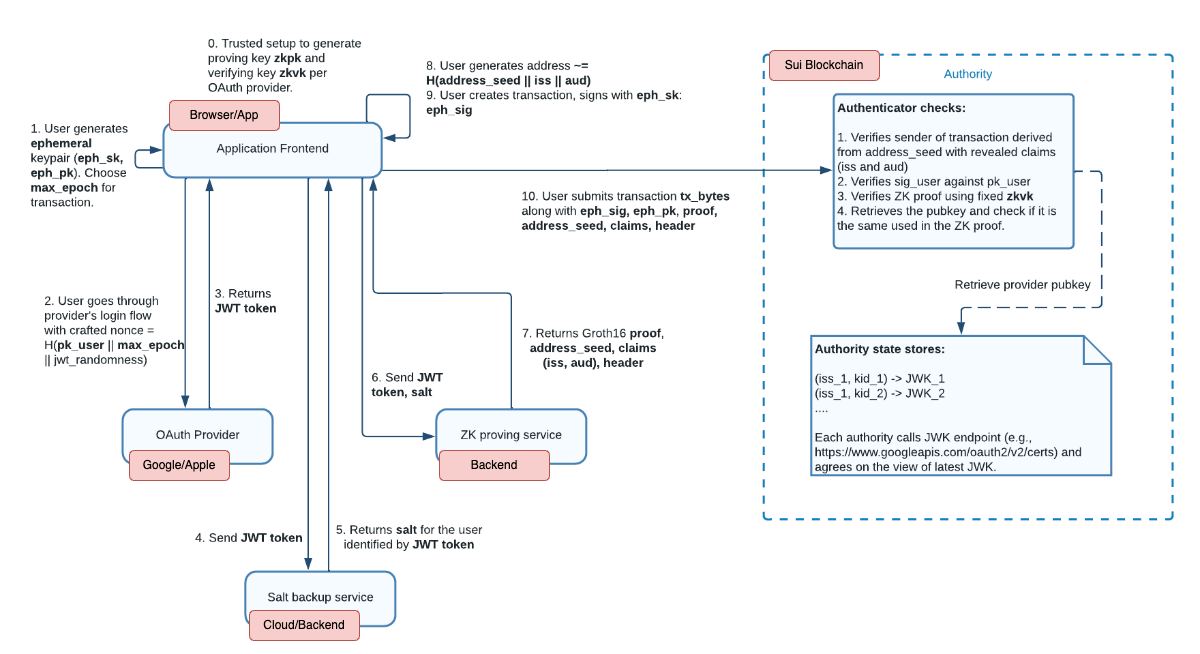 0. Trusted setup to generate
proving key zkpk and
verifying key zkvk per
OAuth provider.
8. User generates address ~=
H(address_seed || iss || aud)
9. User creates transaction, signs with eph_sk:
eph_sig
Browser/App
Application Frontend
1. User generates
ephemeral
keypair (eph_sk,
eph_pk). Choose
max_epoch for
transaction.
10. User submits transaction tx_bytes
along with eph_sig, eph_pk, proof,
address_seed, claims, header
2. User goes through
provider's login flow
with crafted nonce =
H(pk_user || max_epoch
|| jwt_randomness)
3. Returns
JWT token
7. Returns Groth16 proof,
address_seed, claims
(iss, aud), header
6. Send JWT
token, salt
OAuth Provider
Google/Apple
ZK proving service
Backend
4. Send JWT token
5. Returns salt for the user
identified by JWT token
Salt backup service
Cloud/Backend
Sui Blockchain
Authority
Authenticator checks:
1. Verifies sender of transaction derived
from address_seed with revealed claims
(iss and aud)
2. Verifies sig_user against pk_user
3. Verifies ZK proof using fixed zkvk
4. Retrieves the pubkey and check if it is
the same used in the ZK proof.
Retrieve provider pubkey
Authority state stores:
(iss_1, kid_1) -> JWK_1
(iss_1, kid_2) -> JWK_2
....
Each authority calls JWK endpoint (e.g.,
https://www.googleapis.com/oauth2/v2/certs) and
agrees on the view of latest JWK.